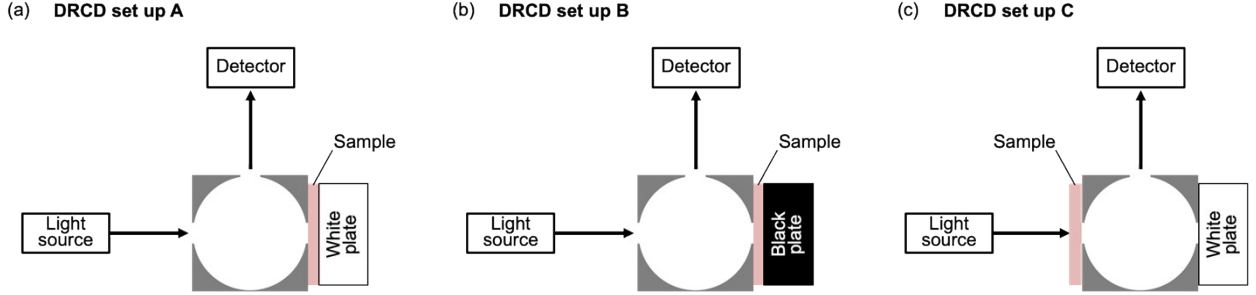 (a) DRCD set up A
Detector
Sample
Light
source
White
plate
(b) DRCD set up B
Detector
Sample
Light
source
Black
plate
(c) DRCD set up C
Detector
Sample
Light
source
White
plate